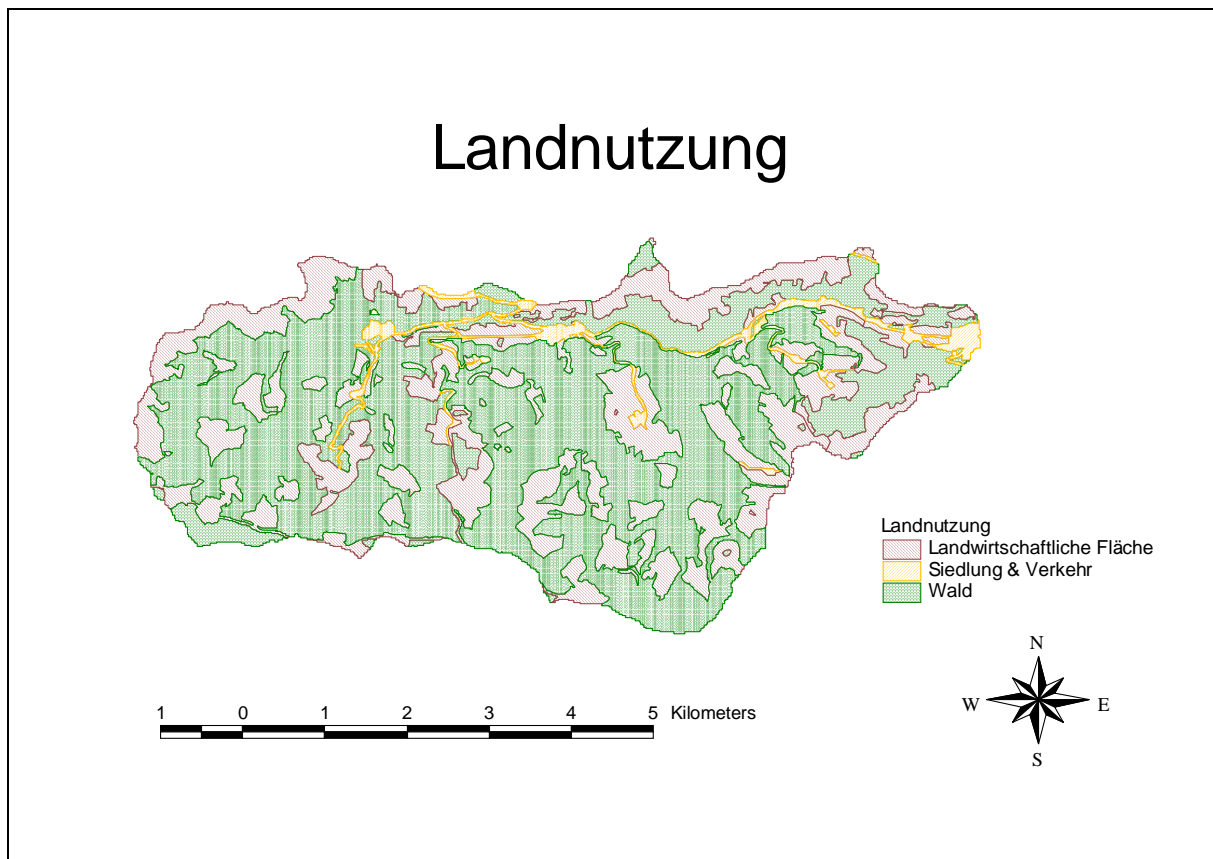 Landnutzung
Landnutzung
Landwirtschaftliche Fläche
Siedlung & Verkehr
Wald
N
W E
S
1 0 1 2 3 4 5 Kilometers